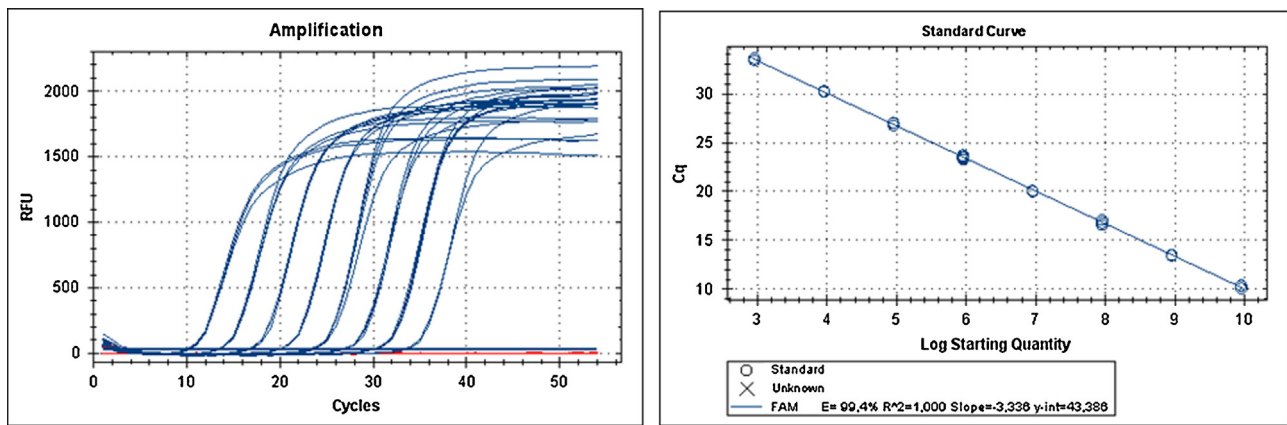 Amplification
RFU
2000
1500
1000
500
0
0 10 20 30 40 50
Cycles
Standard Curve
Cq
30
25
20
15
10
3 4 5 6 7 8 9 10
Log Starting Quantity
Standard
Unknown
FAM E= 99,4% R^2=1,000 Slope=-3,336 y-int=43,386